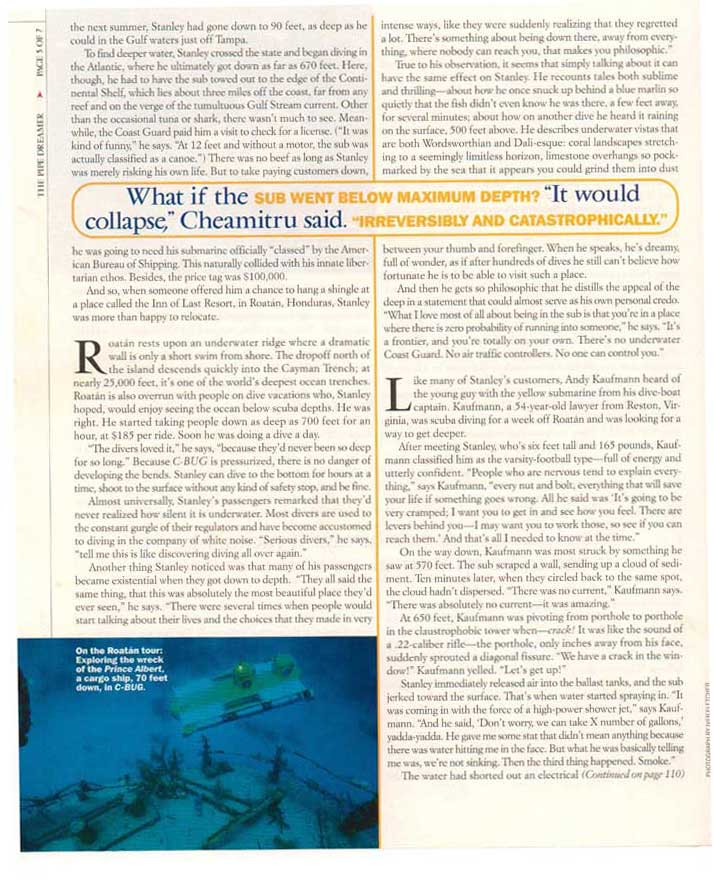 THE PIPE DREAMER ▲ PAGE 5 OF 7
the next summer, Stanley had gone down to 90 feet, as deep as he
could in the Gulf waters just off Tampa.
To find deeper water, Stanley crossed the state and began diving in
the Atlantic, where he ultimately got down as far as 670 feet. Here,
though, he had to have the sub towed out to the edge of the Conti-
nental Shelf, which lies about three miles off the coast, far from any
reef and on the verge of the tumultuous Gulf Stream current. Other
than the occasional tuna or shark, there wasn't much to see. Mean-
while, the Coast Guard paid him a visit to check for a license. ("It was
kind of funny," he says. "At 12 feet and without a motor, the sub was
actually classified as a canoe.") There was no beef as long as Stanley
was merely risking his own life. But to take paying customers down,
What if the SUB WENT BELOW MAXIMUM DEPTH? "It would
collapse," Cheamitru said. "IRREVERSIBLY AND CATASTROPHICALLY."
he was going to need his submarine officially "classed" by the Amer-
ican Bureau of Shipping. This naturally collided with his innate liber-
tarian ethos. Besides, the price tag was $100,000.
And so, when someone offered him a chance to hang a shingle at
a place called the Inn of Last Resort, in Roatán, Honduras, Stanley
was more than happy to relocate.
Roatán rests upon an underwater ridge where a dramatic
wall is only a short swim from shore. The dropoff north of
the island descends quickly into the Cayman Trench; at
nearly 25,000 feet, it's one of the world's deepest ocean trenches.
Roatán is also overrun with people on dive vacations who, Stanley
hoped, would enjoy seeing the ocean below scuba depths. He was
right. He started taking people down as deep as 700 feet for an
hour, at $185 per ride. Soon he was doing a dive a day.
"The divers loved it," he says, "because they'd never been so deep
for so long." Because C-BUG is pressurized, there is no danger of
developing the bends. Stanley can dive to the bottom for hours at a
time, shoot to the surface without any kind of safety stop, and be fine.
Almost universally, Stanley's passengers remarked that they'd
never realized how silent it is underwater. Most divers are used to
the constant gurgle of their regulators and have become accustomed
to diving in the company of white noise. "Serious divers," he says,
"tell me this is like discovering diving all over again."
Another thing Stanley noticed was that many of his passengers
became existential when they got down to depth. "They all said the
same thing, that this was absolutely the most beautiful place they'd
ever seen," he says. "There were several times when people would
start talking about their lives and the choices that they made in very
On the Roatán tour:
Exploring the wreck
of the Prince Albert,
a cargo ship, 70 feet
down, in C-BUG.
intense ways, like they were suddenly realizing that they regretted
a lot. There's something about being down there, away from every-
thing, where nobody can reach you, that makes you philosophic."
True to his observation, it seems that simply talking about it can
have the same effect on Stanley. He recounts tales both sublime
and thrilling—about how he once snuck up behind a blue marlin so
quietly that the fish didn't even know he was there, a few feet away,
for several minutes; about how on another dive he heard it raining
on the surface, 500 feet above. He describes underwater vistas that
are both Wordsworthian and Dali-esque: coral landscapes stretch-
ing to a seemingly limitless horizon, limestone overhangs so pock-
marked by the sea that it appears you could grind them into dust
between your thumb and forefinger. When he speaks, he's dreamy,
full of wonder, as if after hundreds of dives he still can't believe how
fortunate he is to be able to visit such a place.
And then he gets so philosophic that he distills the appeal of the
deep in a statement that could almost serve as his own personal credo.
"What I love most of all about being in the sub is that you're in a place
where there is zero probability of running into someone," he says. "It's
a frontier, and you're totally on your own. There's no underwater
Coast Guard. No air traffic controllers. No one can control you."
Like many of Stanley's customers, Andy Kaufmann heard of
the young guy with the yellow submarine from his dive-boat
captain. Kaufmann, a 54-year-old lawyer from Reston, Vir-
ginia, was scuba diving for a week off Roatán and was looking for a
way to get deeper.
After meeting Stanley, who's six feet tall and 165 pounds, Kauf-
mann classified him as the varsity-football type—full of energy and
utterly confident. "People who are nervous tend to explain every-
thing," says Kaufmann, "every nut and bolt, everything that will save
your life if something goes wrong. All he said was 'It's going to be
very cramped; I want you to get in and see how you feel. There are
levers behind you—I may want you to work those, so see if you can
reach them.' And that's all I needed to know at the time."
On the way down, Kaufmann was most struck by something he
saw at 570 feet. The sub scraped a wall, sending up a cloud of sedi-
ment. Ten minutes later, when they circled back to the same spot,
the cloud hadn't dispersed. "There was no current," Kaufmann says.
"There was absolutely no current—it was amazing."
At 650 feet, Kaufmann was pivoting from porthole to porthole
in the claustrophobic tower when—crack! It was like the sound of
a .22-caliber rifle—the porthole, only inches away from his face,
suddenly sprouted a diagonal fissure. "We have a crack in the win-
dow!" Kaufmann yelled. "Let's get up!"
Stanley immediately released air into the ballast tanks, and the sub
jerked toward the surface. That's when water started spraying in. "It
was coming in with the force of a high-power shower jet," says Kauf-
mann. "And he said, 'Don't worry, we can take X number of gallons,'
yadda-yadda. He gave me some stat that didn't mean anything because
there was water hitting me in the face. But what he was basically telling
me was, we're not sinking. Then the third thing happened. Smoke."
The water had shorted out an electrical (Continued on page 110)
PHOTOGRAPH BY